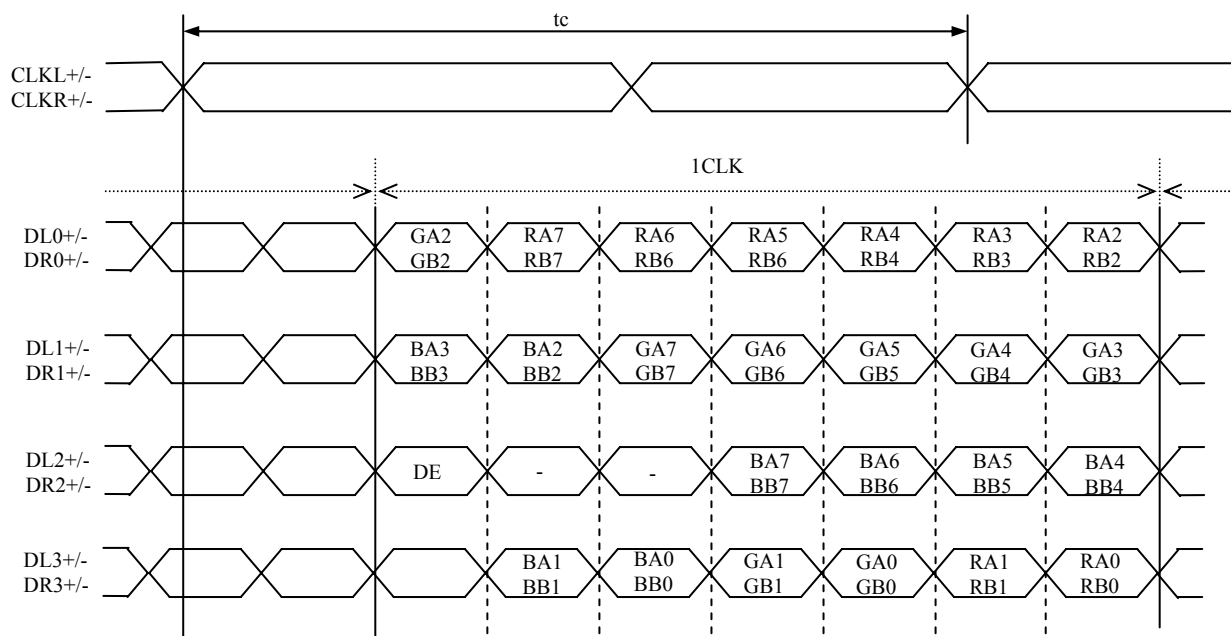 tc
CLKL+/-
CLKR+/-
1CLK
DL0+/- GA2 RA7 RA6 RA5 RA4 RA3 RA2
DR0+/- GB2 RB7 RB6 RB6 RB4 RB3 RB2
DL1+/- BA3 BA2 GA7 GA6 GA5 GA4 GA3
DR1+/- BB3 BB2 GB7 GB6 GB5 GB4 GB3
DL2+/- BA7 BA6 BA5 BA4
DE - -
DR2+/- BB7 BB6 BB5 BB4
DL3+/- BA1 BA0 GA1 GA0 RA1 RA0
DR3+/- BB1 BB0 GB1 GB0 RB1 RB0